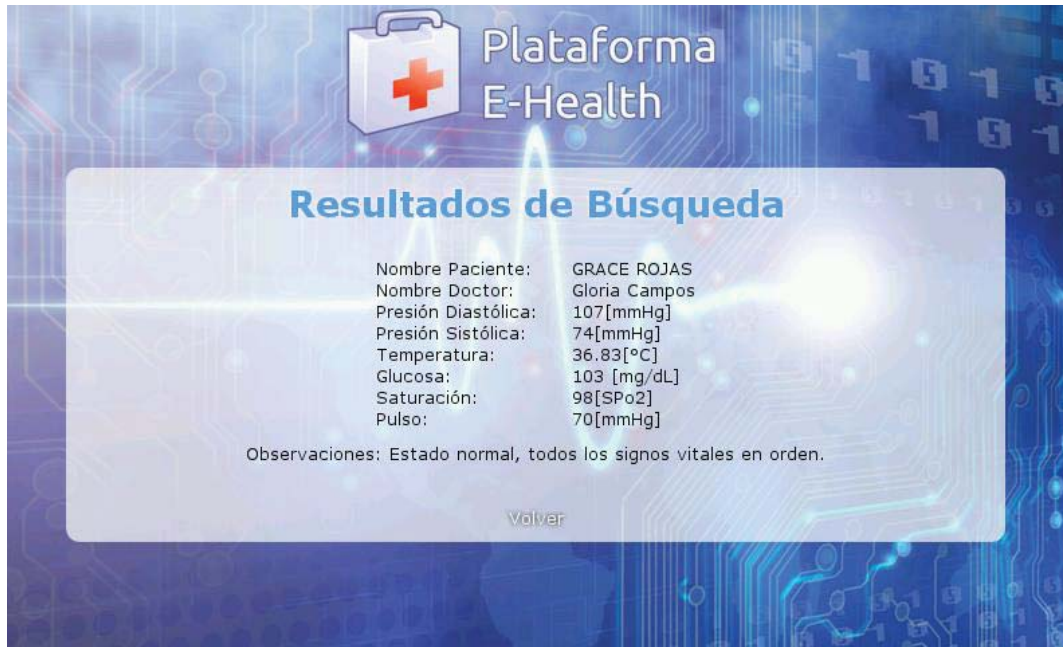 Plataforma
E-Health
Resultados de Búsqueda
Nombre Paciente: GRACE ROJAS
Nombre Doctor: Gloria Campos
Presión Diastólica: 107[mmHg]
Presión Sistólica: 74[mmHg]
Temperatura: 36.83[°C]
Glucosa: 103 [mg/dL]
Saturación: 98[SPo2]
Pulso: 70[mmHg]
Observaciones: Estado normal, todos los signos vitales en orden.
Volver